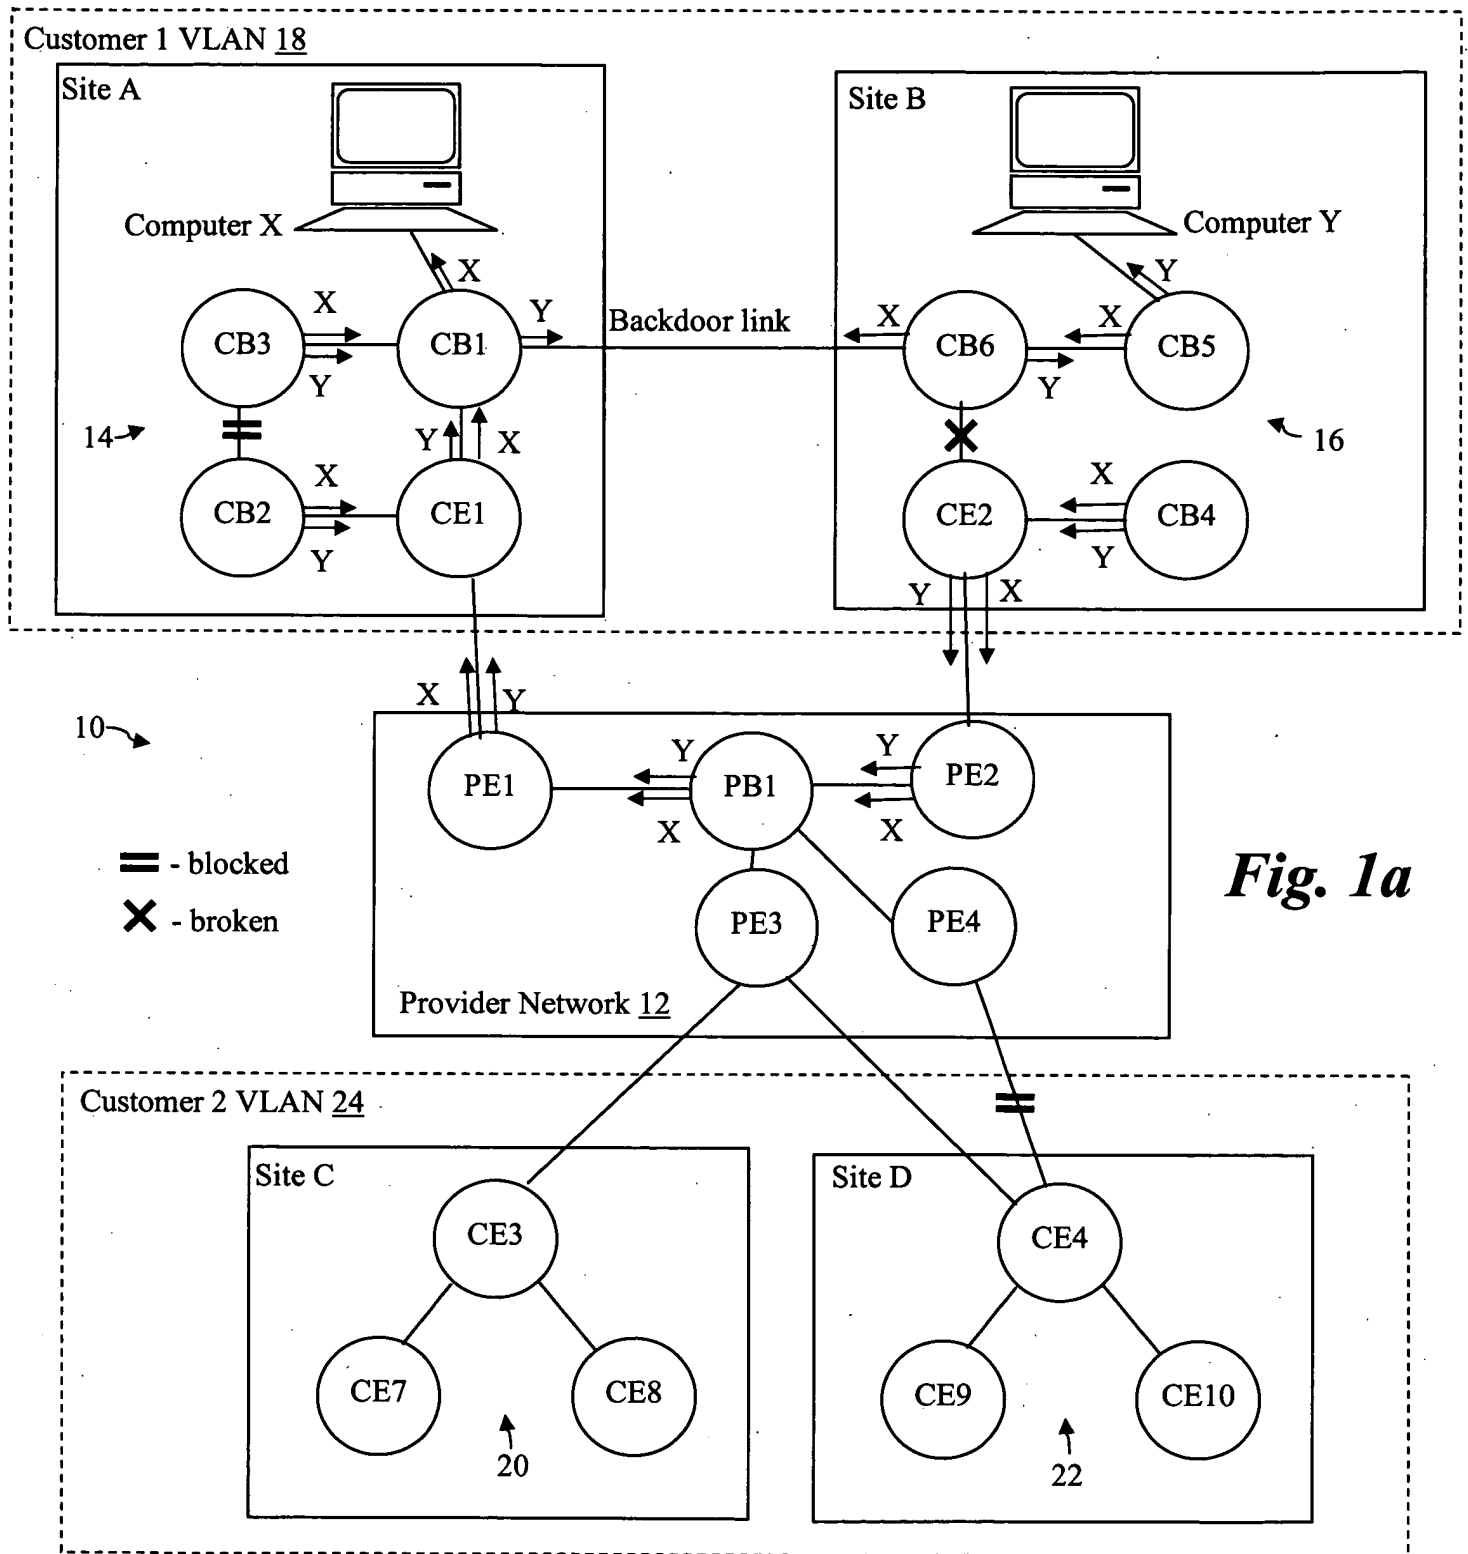 Customer 1 VLAN 18
Site A
Site B
Computer X
Computer Y
X
Y
X
Y
Backdoor link
X
X
CB3
CB1
CB6
CB5
Y
Y
14
Y
X
16
X
X
CB2
CE1
CE2
CB4
Y
Y
Y
X
10
X
Y
Y
Y
PE1
PB1
PE2
X
X
= - blocked
Fig. 1a
X - broken
PE3
PE4
Provider Network 12
Customer 2 VLAN 24
Site C
Site D
CE3
CE4
CE7
CE8
CE9
CE10
20
22